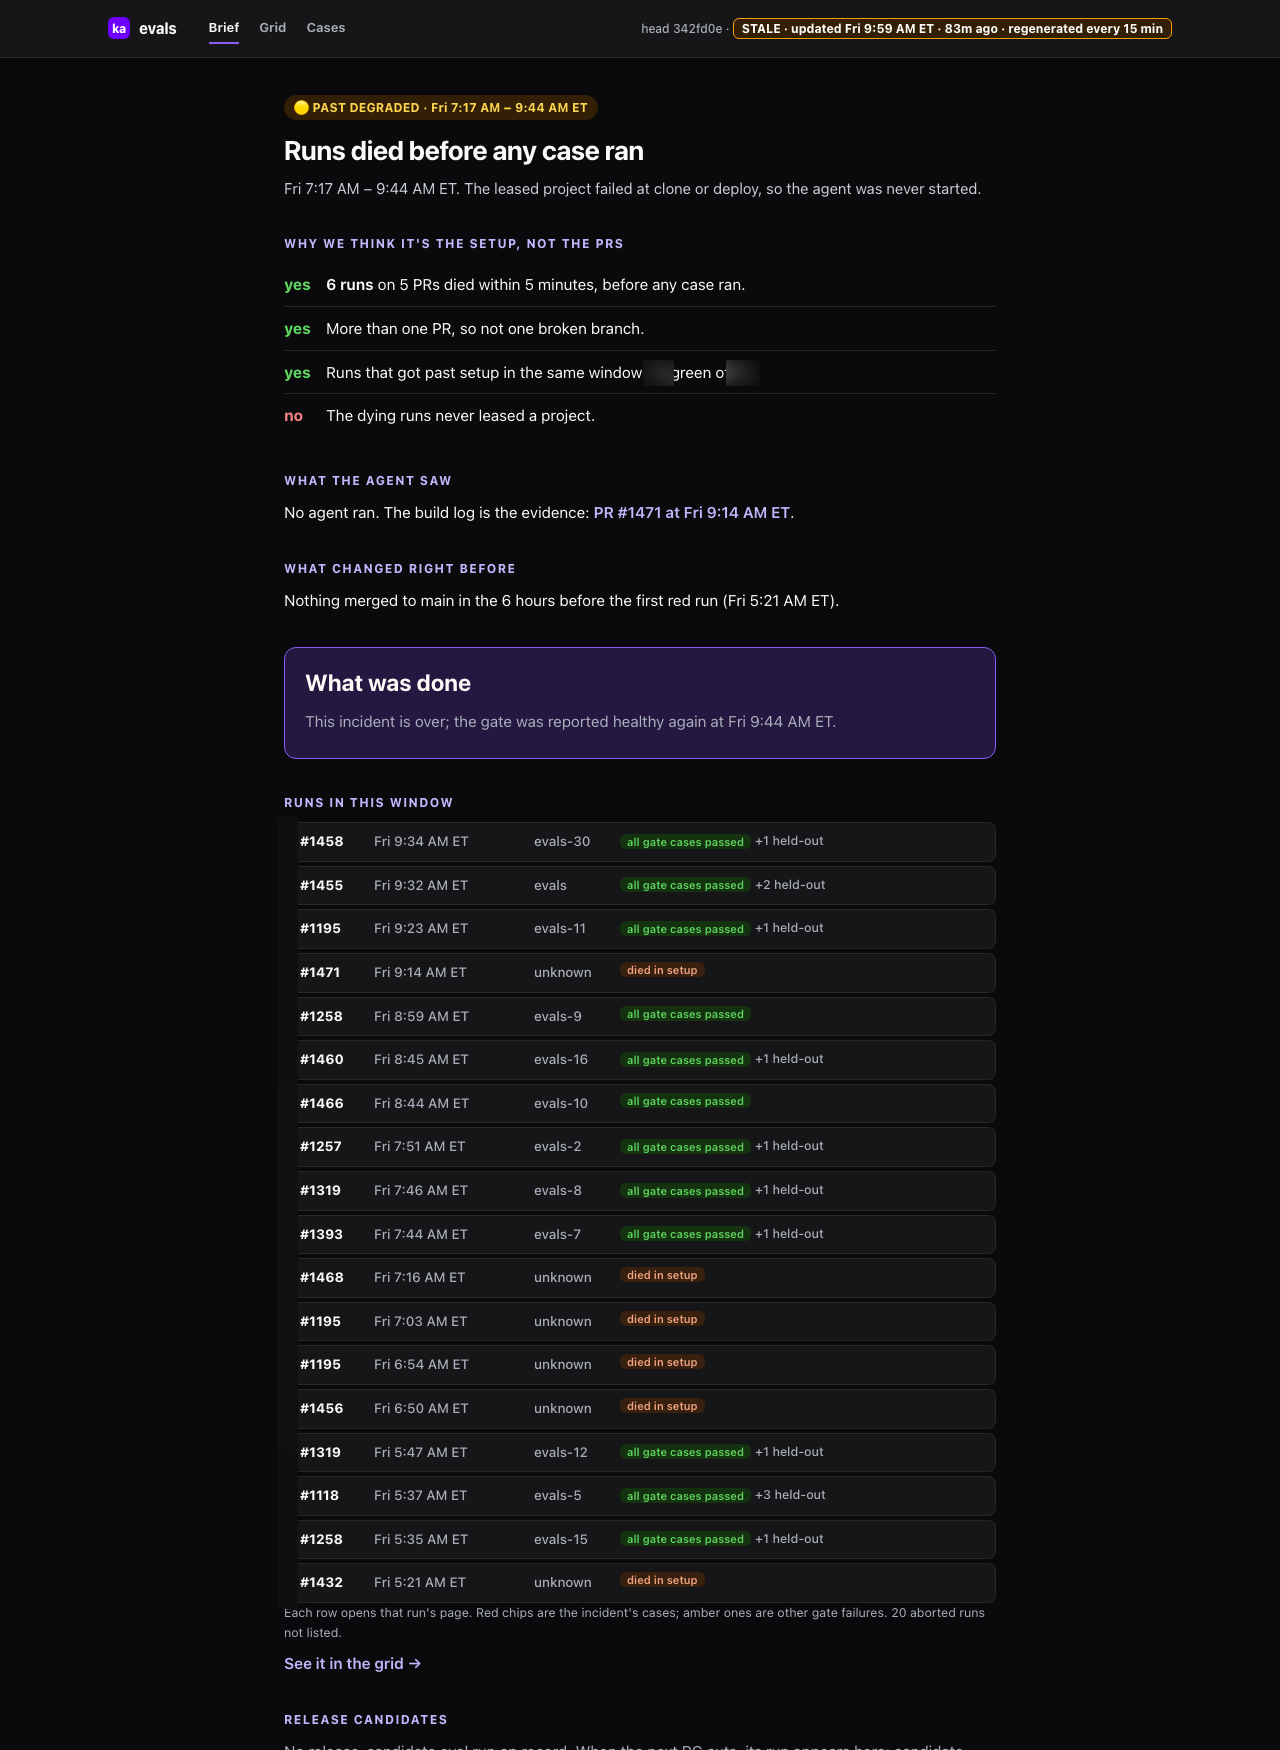 ka evals Brief Grid Cases head 342fd0e · STALE · updated Fri 9:59 AM ET · 83m ago · regenerated every 15 min
PAST DEGRADED · Fri 7:17 AM – 9:44 AM ET
Runs died before any case ran
Fri 7:17 AM – 9:44 AM ET. The leased project failed at clone or deploy, so the agent was never started.
WHY WE THINK IT'S THE SETUP, NOT THE PRS
yes 6 runs on 5 PRs died within 5 minutes, before any case ran.
yes More than one PR, so not one broken branch.
yes Runs that got past setup in the same window green
no The dying runs never leased a project.
WHAT THE AGENT SAW
No agent ran. The build log is the evidence: PR #1471 at Fri 9:14 AM ET.
WHAT CHANGED RIGHT BEFORE
Nothing merged to main in the 6 hours before the first red run (Fri 5:21 AM ET).
What was done
This incident is over; the gate was reported healthy again at Fri 9:44 AM ET.
RUNS IN THIS WINDOW
#1458 Fri 9:34 AM ET evals-30 all gate cases passed +1 held-out
#1455 Fri 9:32 AM ET evals all gate cases passed +2 held-out
#1195 Fri 9:23 AM ET evals-11 all gate cases passed +1 held-out
#1471 Fri 9:14 AM ET unknown died in setup
#1258 Fri 8:59 AM ET evals-9 all gate cases passed
#1460 Fri 8:45 AM ET evals-16 all gate cases passed +1 held-out
#1466 Fri 8:44 AM ET evals-10 all gate cases passed
#1257 Fri 7:51 AM ET evals-2 all gate cases passed +1 held-out
#1319 Fri 7:46 AM ET evals-8 all gate cases passed +1 held-out
#1393 Fri 7:44 AM ET evals-7 all gate cases passed +1 held-out
#1468 Fri 7:16 AM ET unknown died in setup
#1195 Fri 7:03 AM ET unknown died in setup
#1195 Fri 6:54 AM ET unknown died in setup
#1456 Fri 6:50 AM ET unknown died in setup
#1319 Fri 5:47 AM ET evals-12 all gate cases passed +1 held-out
#1118 Fri 5:37 AM ET evals-5 all gate cases passed +3 held-out
#1258 Fri 5:35 AM ET evals-15 all gate cases passed +1 held-out
#1432 Fri 5:21 AM ET unknown died in setup
Each row opens that run's page. Red chips are the incident's cases; amber ones are other gate failures. 20 aborted runs
not listed.
See it in the grid →
RELEASE CANDIDATES